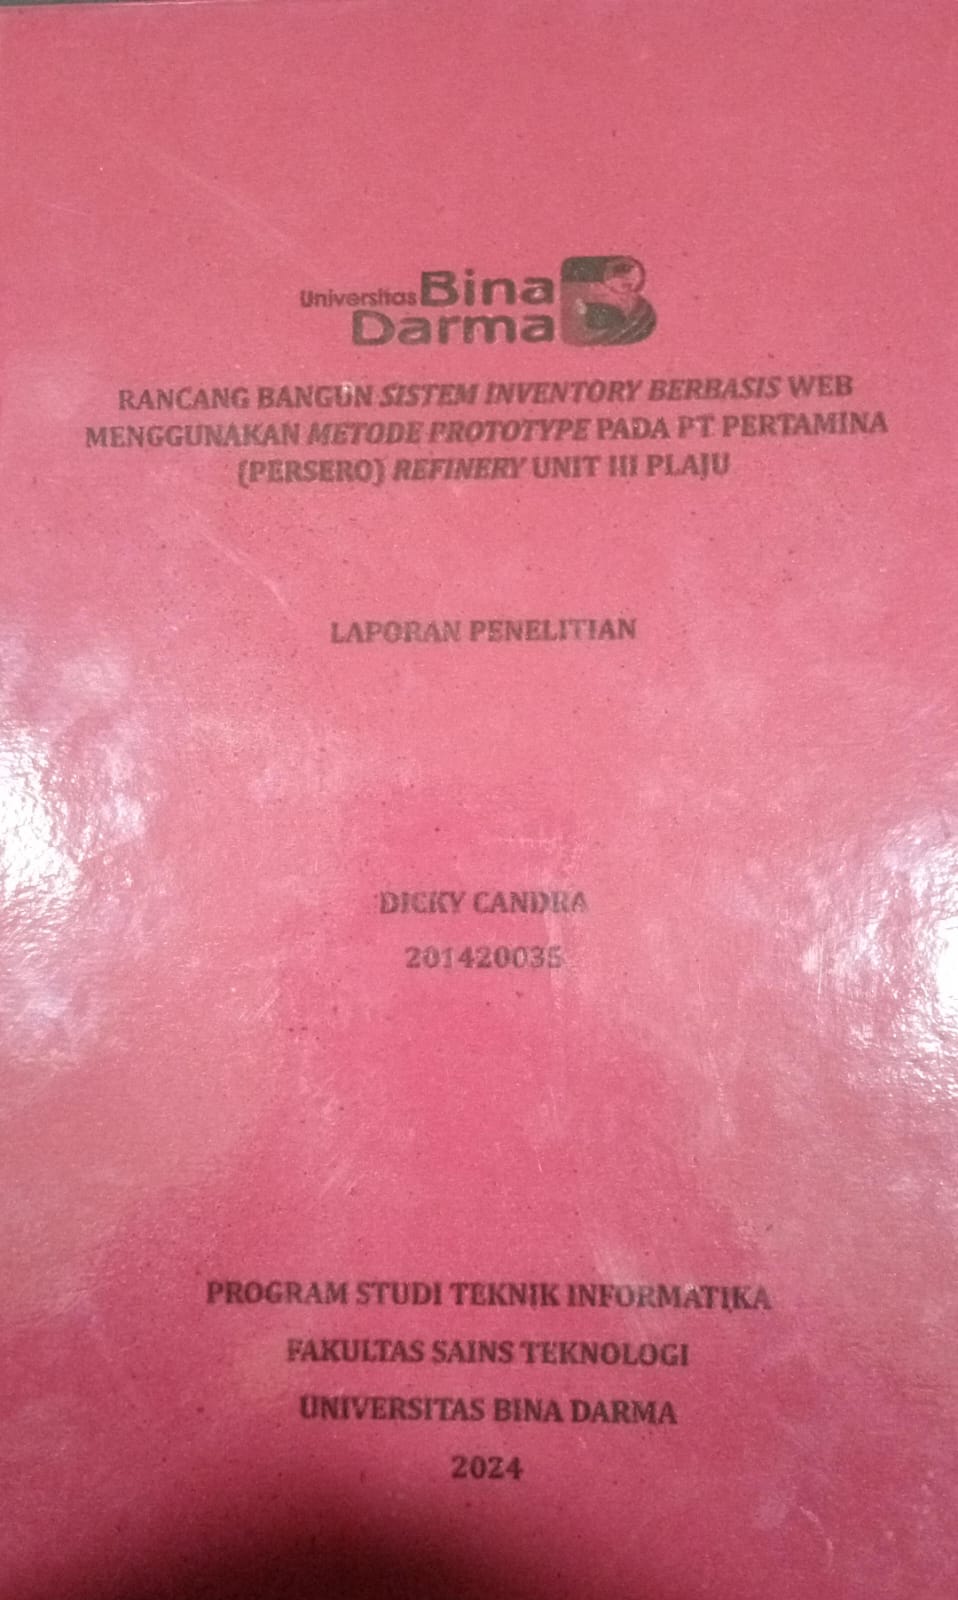 Universitas Bina
Darma
RANCANG BANGUN SISTEM INVENTORY BERBASIS WEB
MENGGUNAKAN METODE PROTOTYPE PADA PT PERTAMINA
(PERSERO) REFINERY UNIT III PLAJU
LAPORAN PENELITIAN
DICKY CANDRA
201420035
PROGRAM STUDI TEKNIK INFORMATIKA
FAKULTAS SAINS TEKNOLOGI
UNIVERSITAS BINA DARMA
2024